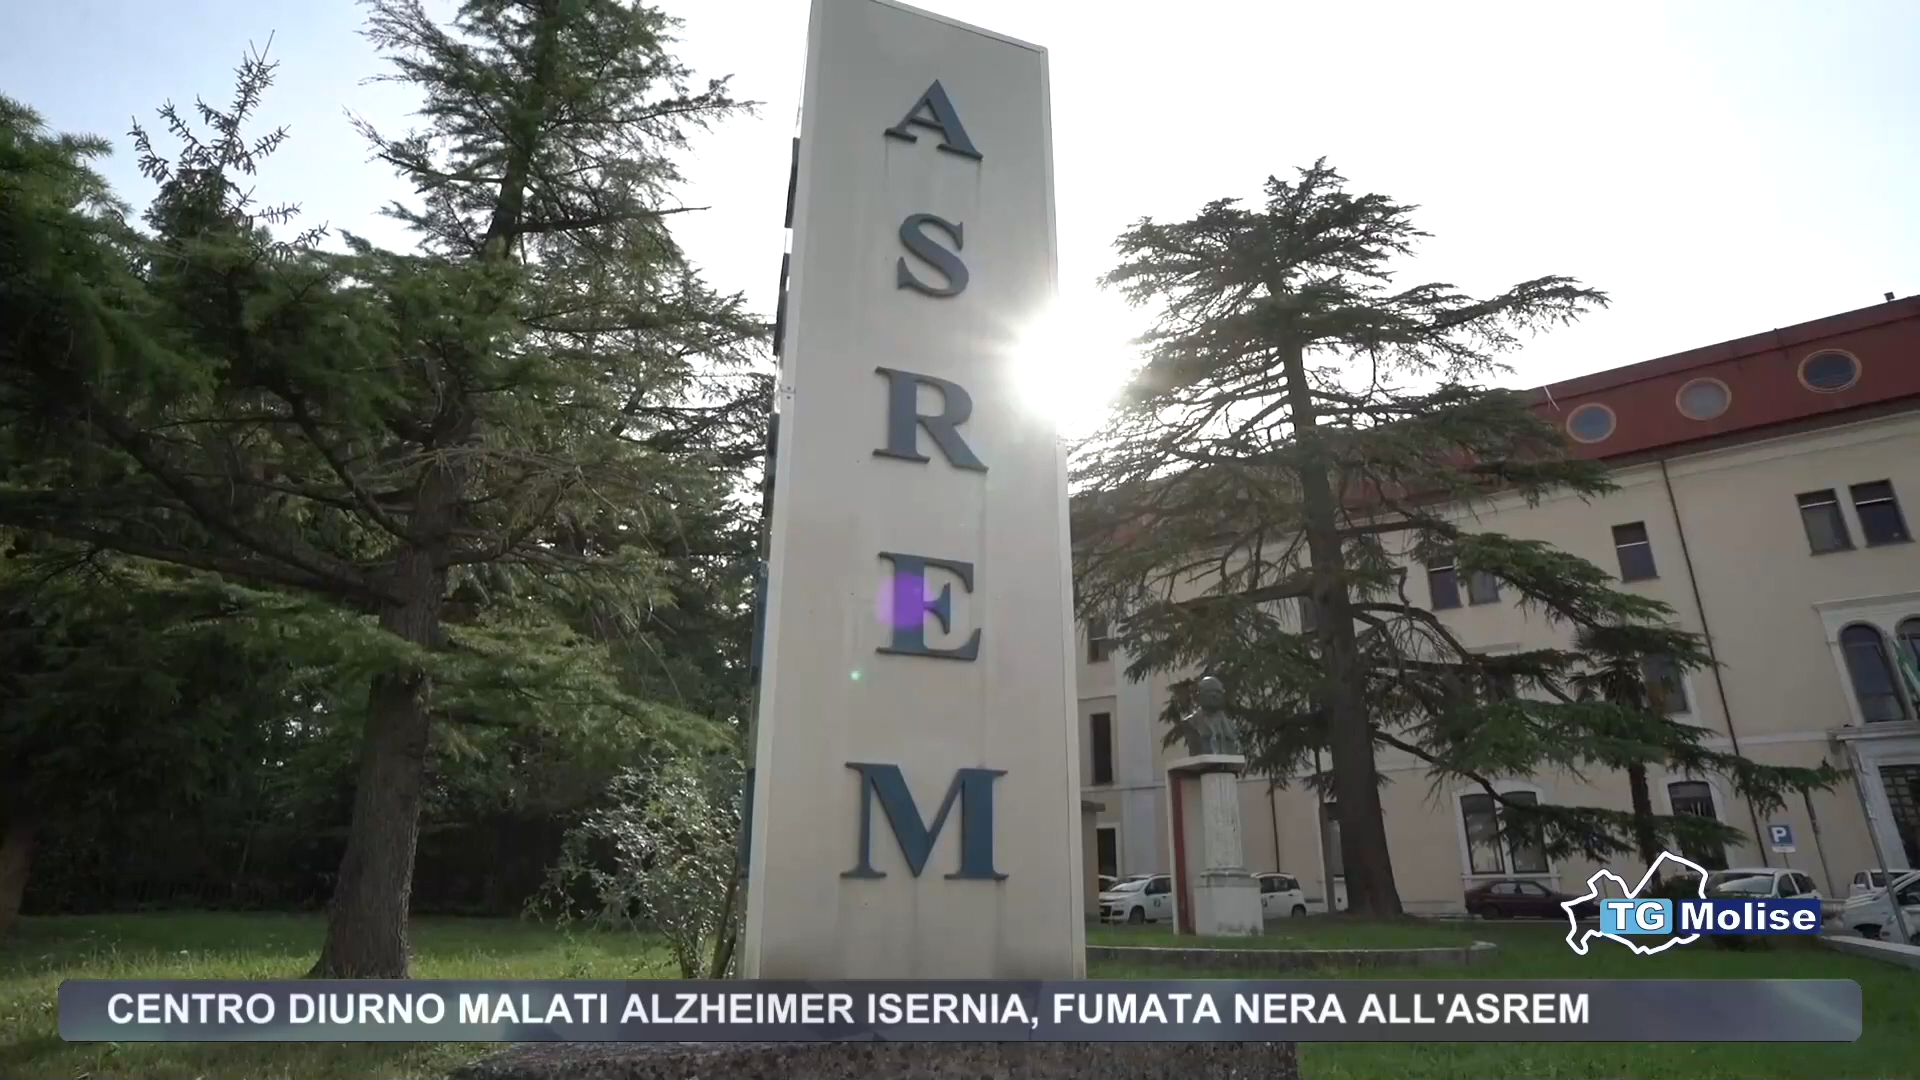 A
S
R
E
M
P
TG Molise
CENTRO DIURNO MALATI ALZHEIMER ISERNIA, FUMATA NERA ALL'ASREM